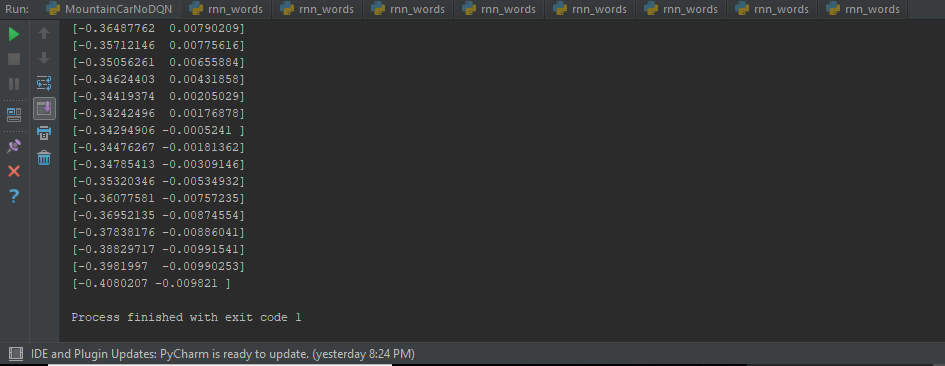 Run: MountainCarNoDQN rnn_words rnn_words rnn_words rnn_words rnn_words rnn_words rnn_words rnn_words
[-0.36487762  0.00790209]
[-0.35712146  0.00775616]
[-0.35056261  0.00655884]
[-0.34624403  0.00431858]
[-0.34419374  0.00205029]
[-0.34242496  0.00176878]
[-0.34294906 -0.0005241 ]
[-0.34476267 -0.00181362]
[-0.34785413 -0.00309146]
[-0.35320346 -0.00534932]
[-0.36077581 -0.00757235]
[-0.36952135 -0.00874554]
[-0.37838176 -0.00886041]
[-0.38829717 -0.00991541]
[-0.3981997  -0.00990253]
[-0.4080207 -0.009821 ]
Process finished with exit code 1
IDE and Plugin Updates: PyCharm is ready to update. (yesterday 8:24 PM)